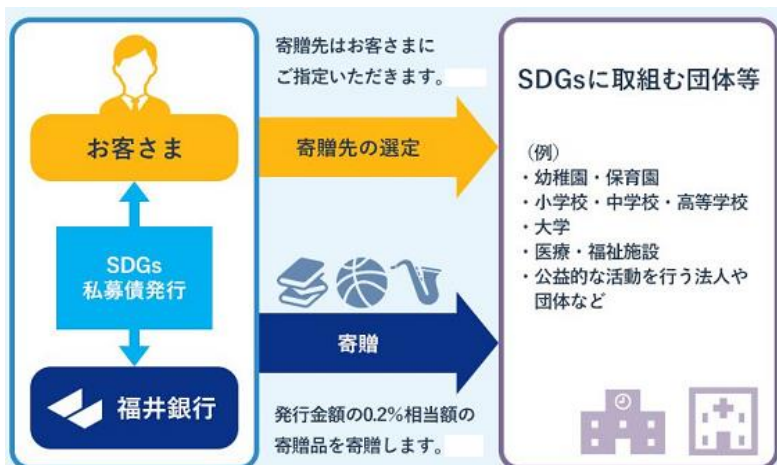 お客さま
SDGs
私募債発行
福井銀行
寄贈先はお客さまに
ご指定いただきます。
寄贈先の選定
寄贈
発行金額の0.2%相当額の
寄贈品を寄贈します。
SDGsに取組む団体等
（例）
・幼稚園・保育園
・小学校・中学校・高等学校
・大学
・医療・福祉施設
・公益的な活動を行う法人や
団体など